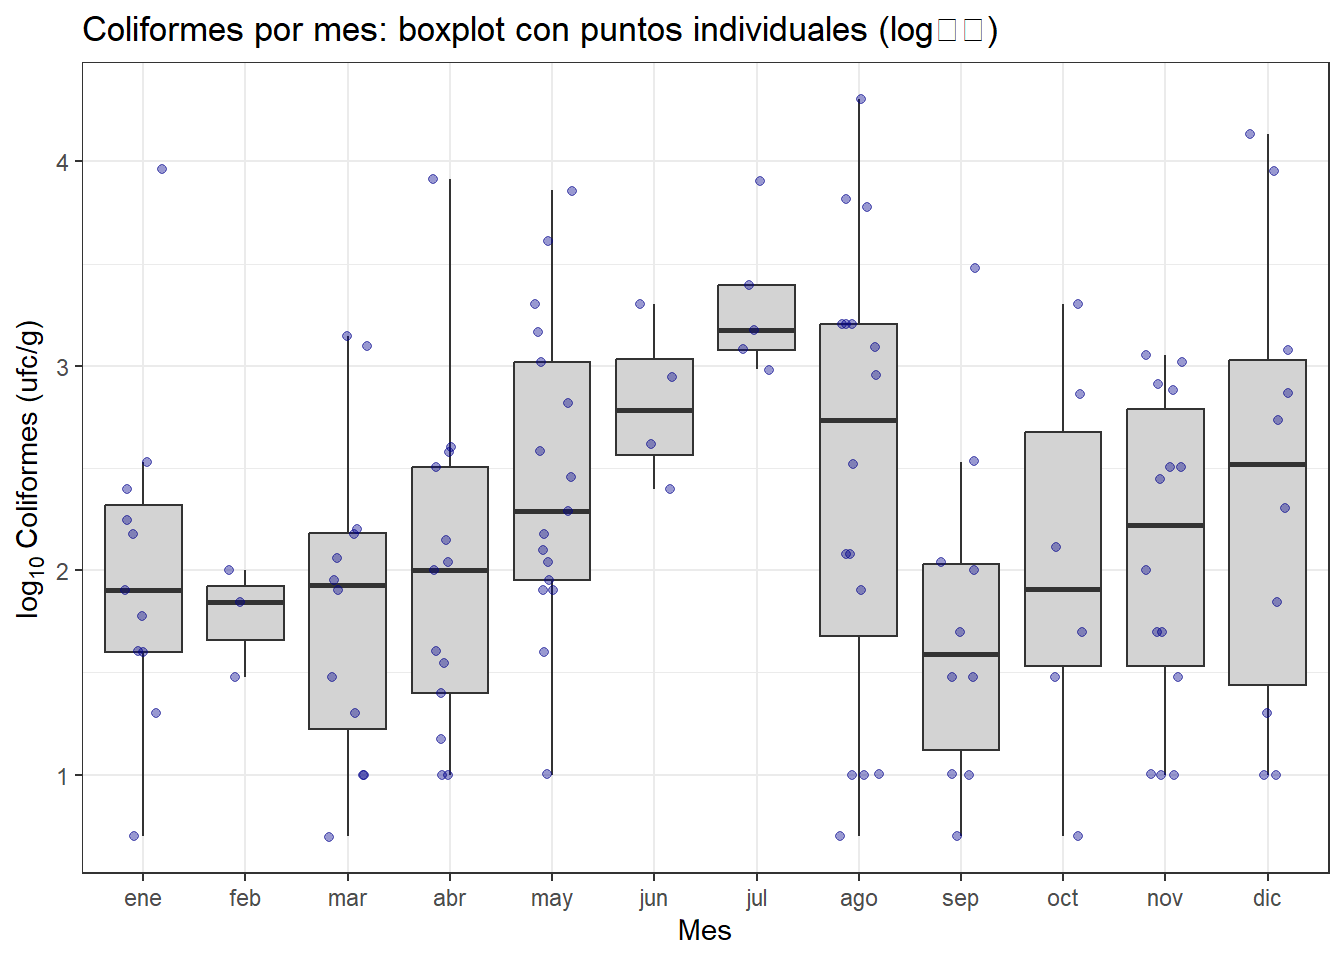 Coliformes por mes: boxplot con puntos individuales (log□□)
log₁₀ Coliformes (ufc/g)
4
3
2
1
ene feb mar abr may jun jul ago sep oct nov dic
Mes